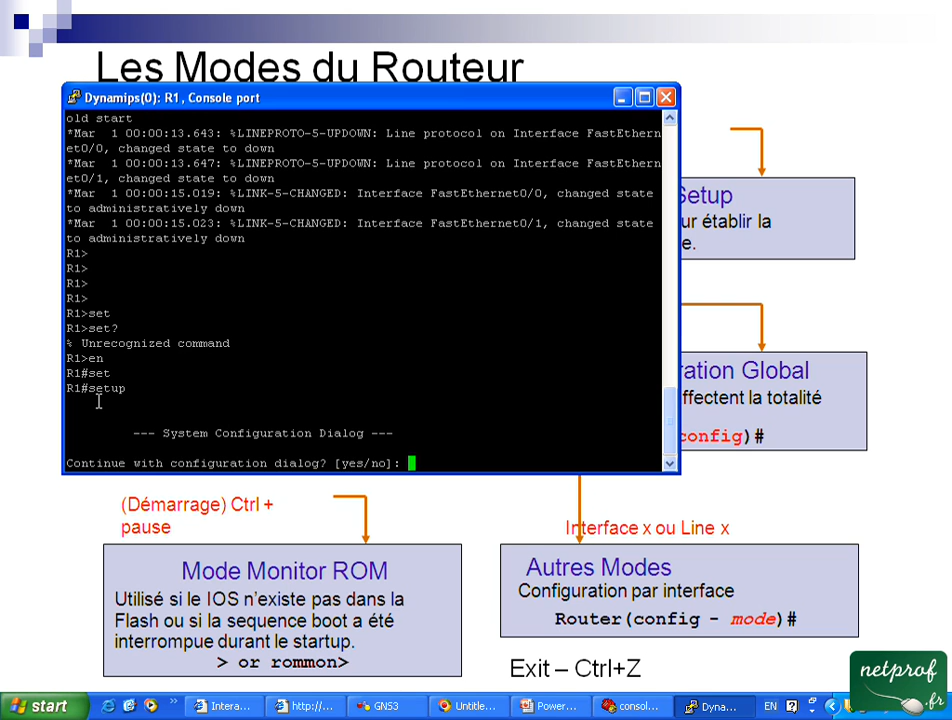 Les Modes du Routeur
Dynamips(0): R1, Console port
old start
*Mar 1 00:00:13.643: %LINEPROTO-5-UPDOWN: Line protocol on Interface FastEthern
et0/0, changed state to down
*Mar 1 00:00:13.647: %LINEPROTO-5-UPDOWN: Line protocol on Interface FastEthern
et0/1, changed state to down
*Mar 1 00:00:15.019: %LINK-5-CHANGED: Interface FastEthernet0/0, changed state
to administratively down
*Mar 1 00:00:15.023: %LINK-5-CHANGED: Interface FastEthernet0/1, changed state
to administratively down
R1>
R1>
R1>
R1>
R1>set
R1>set?
% Unrecognized command
R1>en
R1#set
R1#setup
--- System Configuration Dialog ---
Continue with configuration dialog? [yes/no]:
Setup
ur établir la
e.
ration Global
ffectent la totalité
config)#
(Démarrage) Ctrl +
pause
Mode Monitor ROM
Utilisé si le IOS n'existe pas dans la
Flash ou si la sequence boot a été
interrompue durant le startup.
> or rommon>
Interface x ou Line x
Autres Modes
Configuration par interface
Router(config - mode)#
Exit – Ctrl+Z
netprof
.fr
start
Intera...
http://...
GNS3
Untitle...
Power...
consol...
Dyna...
EN